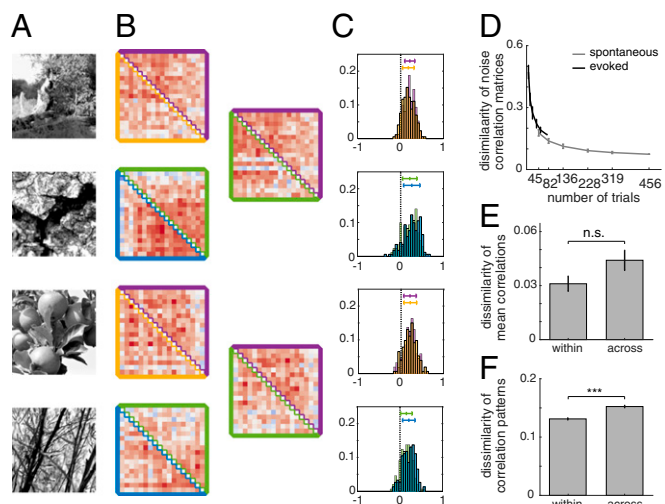 A
B
C
D
0.2
0.1
0
-1
0
1
0.2
0.1
0
-1
0
1
0.2
0.1
0
-1
0
1
0.2
0.1
0
-1
0
1
dissimilaarity of noise
correlation matrices
0.6
0.3
0
spontaneous
evoked
45
82
136
228
319
456
number of trials
E
dissimilarity of
mean correlations
0.06
0.03
0
n.s.
within
across
F
dissimilarity of
correlation patterns
0.1
0
***
within
across